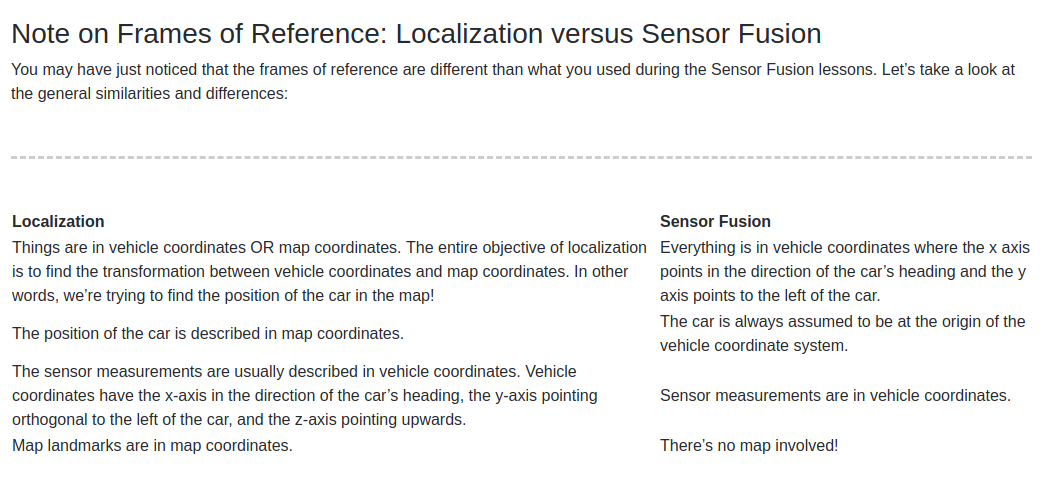 Note on Frames of Reference: Localization versus Sensor Fusion
You may have just noticed that the frames of reference are different than what you used during the Sensor Fusion lessons. Let’s take a look at
the general similarities and differences:
Localization
Things are in vehicle coordinates OR map coordinates. The entire objective of localization
is to find the transformation between vehicle coordinates and map coordinates. In other
words, we’re trying to find the position of the car in the map!
The position of the car is described in map coordinates.
The sensor measurements are usually described in vehicle coordinates. Vehicle
coordinates have the x-axis in the direction of the car’s heading, the y-axis pointing
orthogonal to the left of the car, and the z-axis pointing upwards.
Map landmarks are in map coordinates.
Sensor Fusion
Everything is in vehicle coordinates where the x axis
points in the direction of the car’s heading and the y
axis points to the left of the car.
The car is always assumed to be at the origin of the
vehicle coordinate system.
Sensor measurements are in vehicle coordinates.
There’s no map involved!